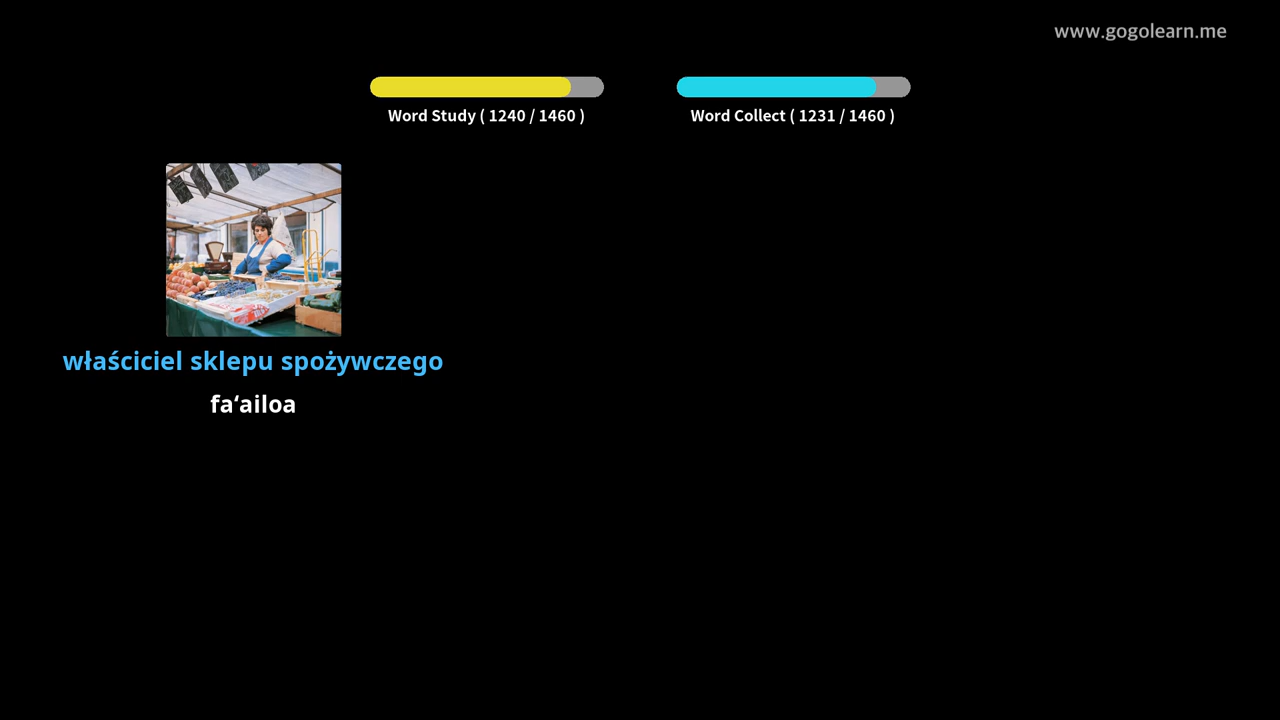 www.gogolearn.me
Word Study ( 1240 / 1460 )
Word Collect ( 1231 / 1460 )
właściciel sklepu spożywczego
fa‘ailoa